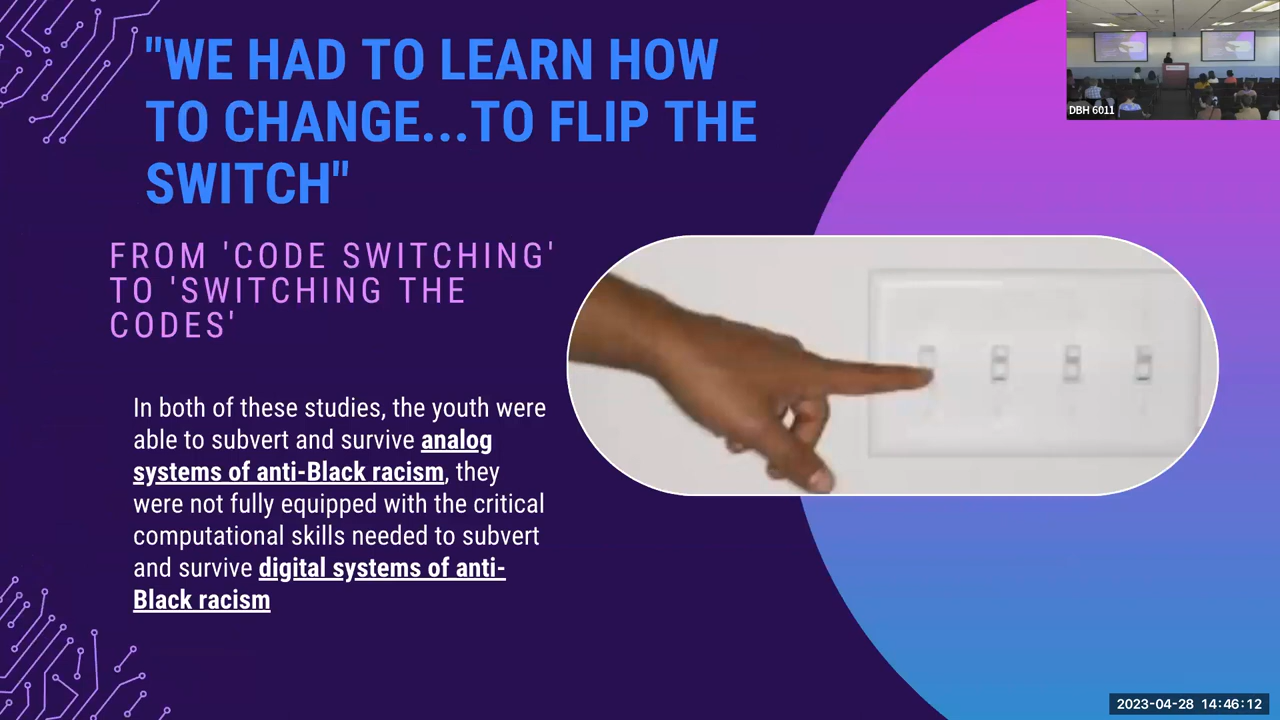 "WE HAD TO LEARN HOW
TO CHANGE...TO FLIP THE
SWITCH"
FROM 'CODE SWITCHING'
TO 'SWITCHING THE
CODES'
In both of these studies, the youth were
able to subvert and survive analog
systems of anti-Black racism, they
were not fully equipped with the critical
computational skills needed to subvert
and survive digital systems of anti-
Black racism
DBH 6011
2023-04-28 14:46:12